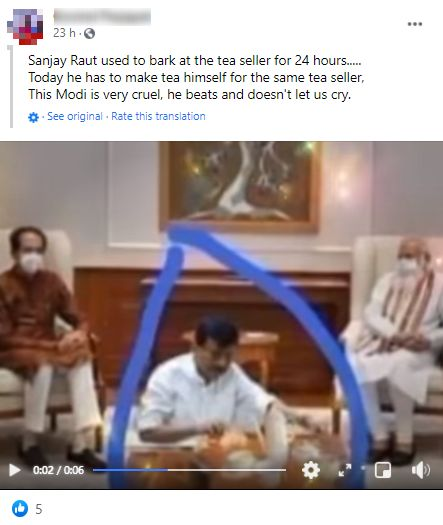 23 h ·
Sanjay Raut used to bark at the tea seller for 24 hours.....
Today he has to make tea himself for the same tea seller,
This Modi is very cruel, he beats and doesn't let us cry.
· See original · Rate this translation
0:02 / 0:06
5